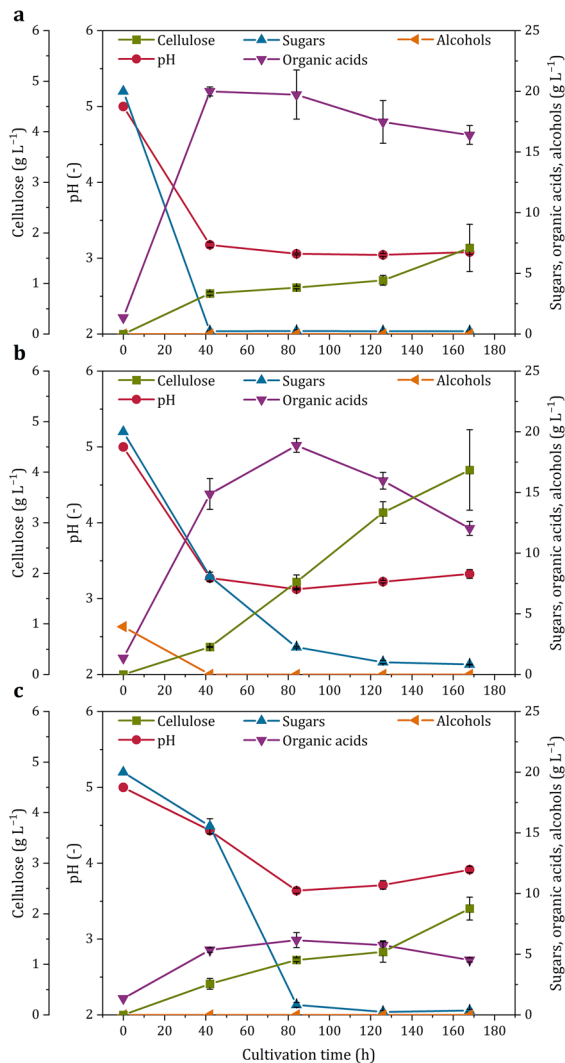 a
Cellulose Sugars Alcohols
pH Organic acids
6 6 25
5 5 20
4 4 15
3 10
2 3 5
1
0 2 0
0 20 40 60 80 100 120 140 160 180
Cellulose (g L⁻¹)
pH (-)
Sugars, organic acids, alcohols (g L⁻¹)
b
Cellulose Sugars Alcohols
pH Organic acids
6 6 25
5 5 20
4 4 15
3 10
2 3 5
1
0 2 0
0 20 40 60 80 100 120 140 160 180
Cellulose (g L⁻¹)
pH (-)
Sugars, organic acids, alcohols (g L⁻¹)
c
Cellulose Sugars Alcohols
pH Organic acids
6 6 25
5 5 20
4 4 15
3 10
2 3 5
1
0 2 0
0 20 40 60 80 100 120 140 160 180
Cellulose (g L⁻¹)
pH (-)
Sugars, organic acids, alcohols (g L⁻¹)
Cultivation time (h)